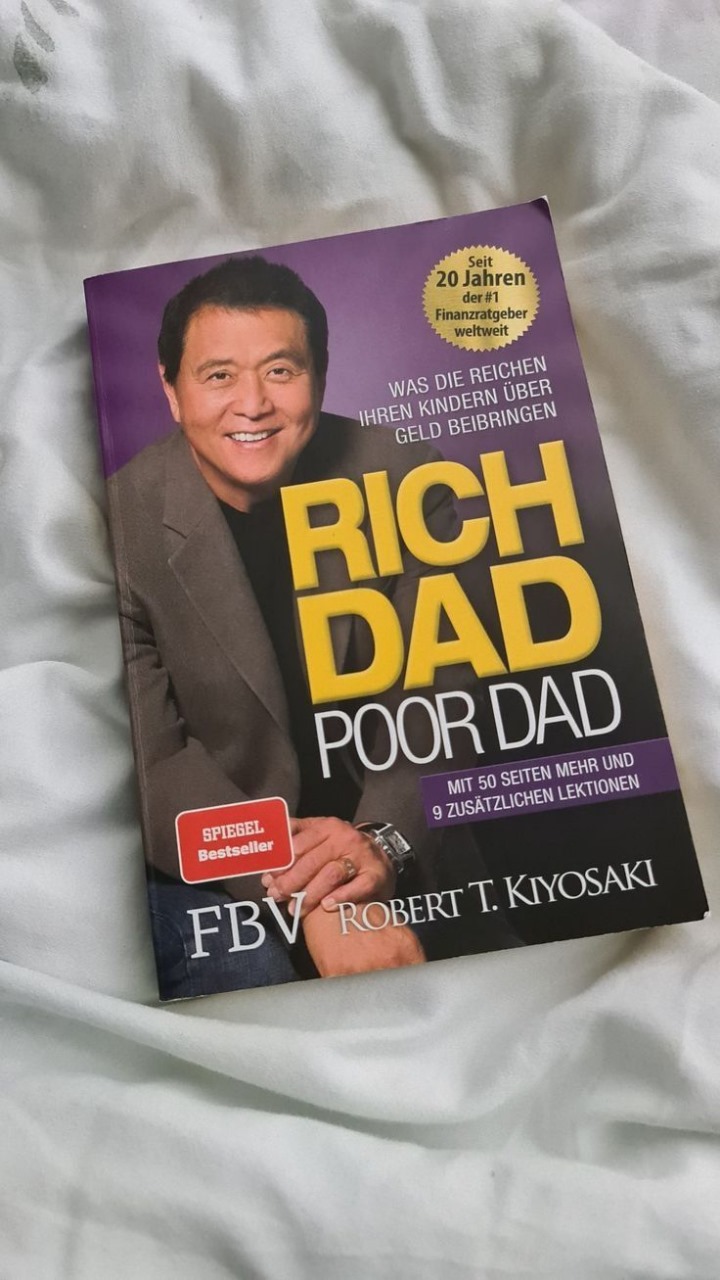 Seit
20 Jahren
der #1
Finanzratgeber
weltweit
WAS DIE REICHEN
IHREN KINDERN ÜBER
GELD BEIBRINGEN
RICH
DAD
POOR DAD
MIT 50 SEITEN MEHR UND
9 ZUSÄTZLICHEN LEKTIONEN
SPIEGEL
Bestseller
FBV
ROBERT T. KIYOSAKI